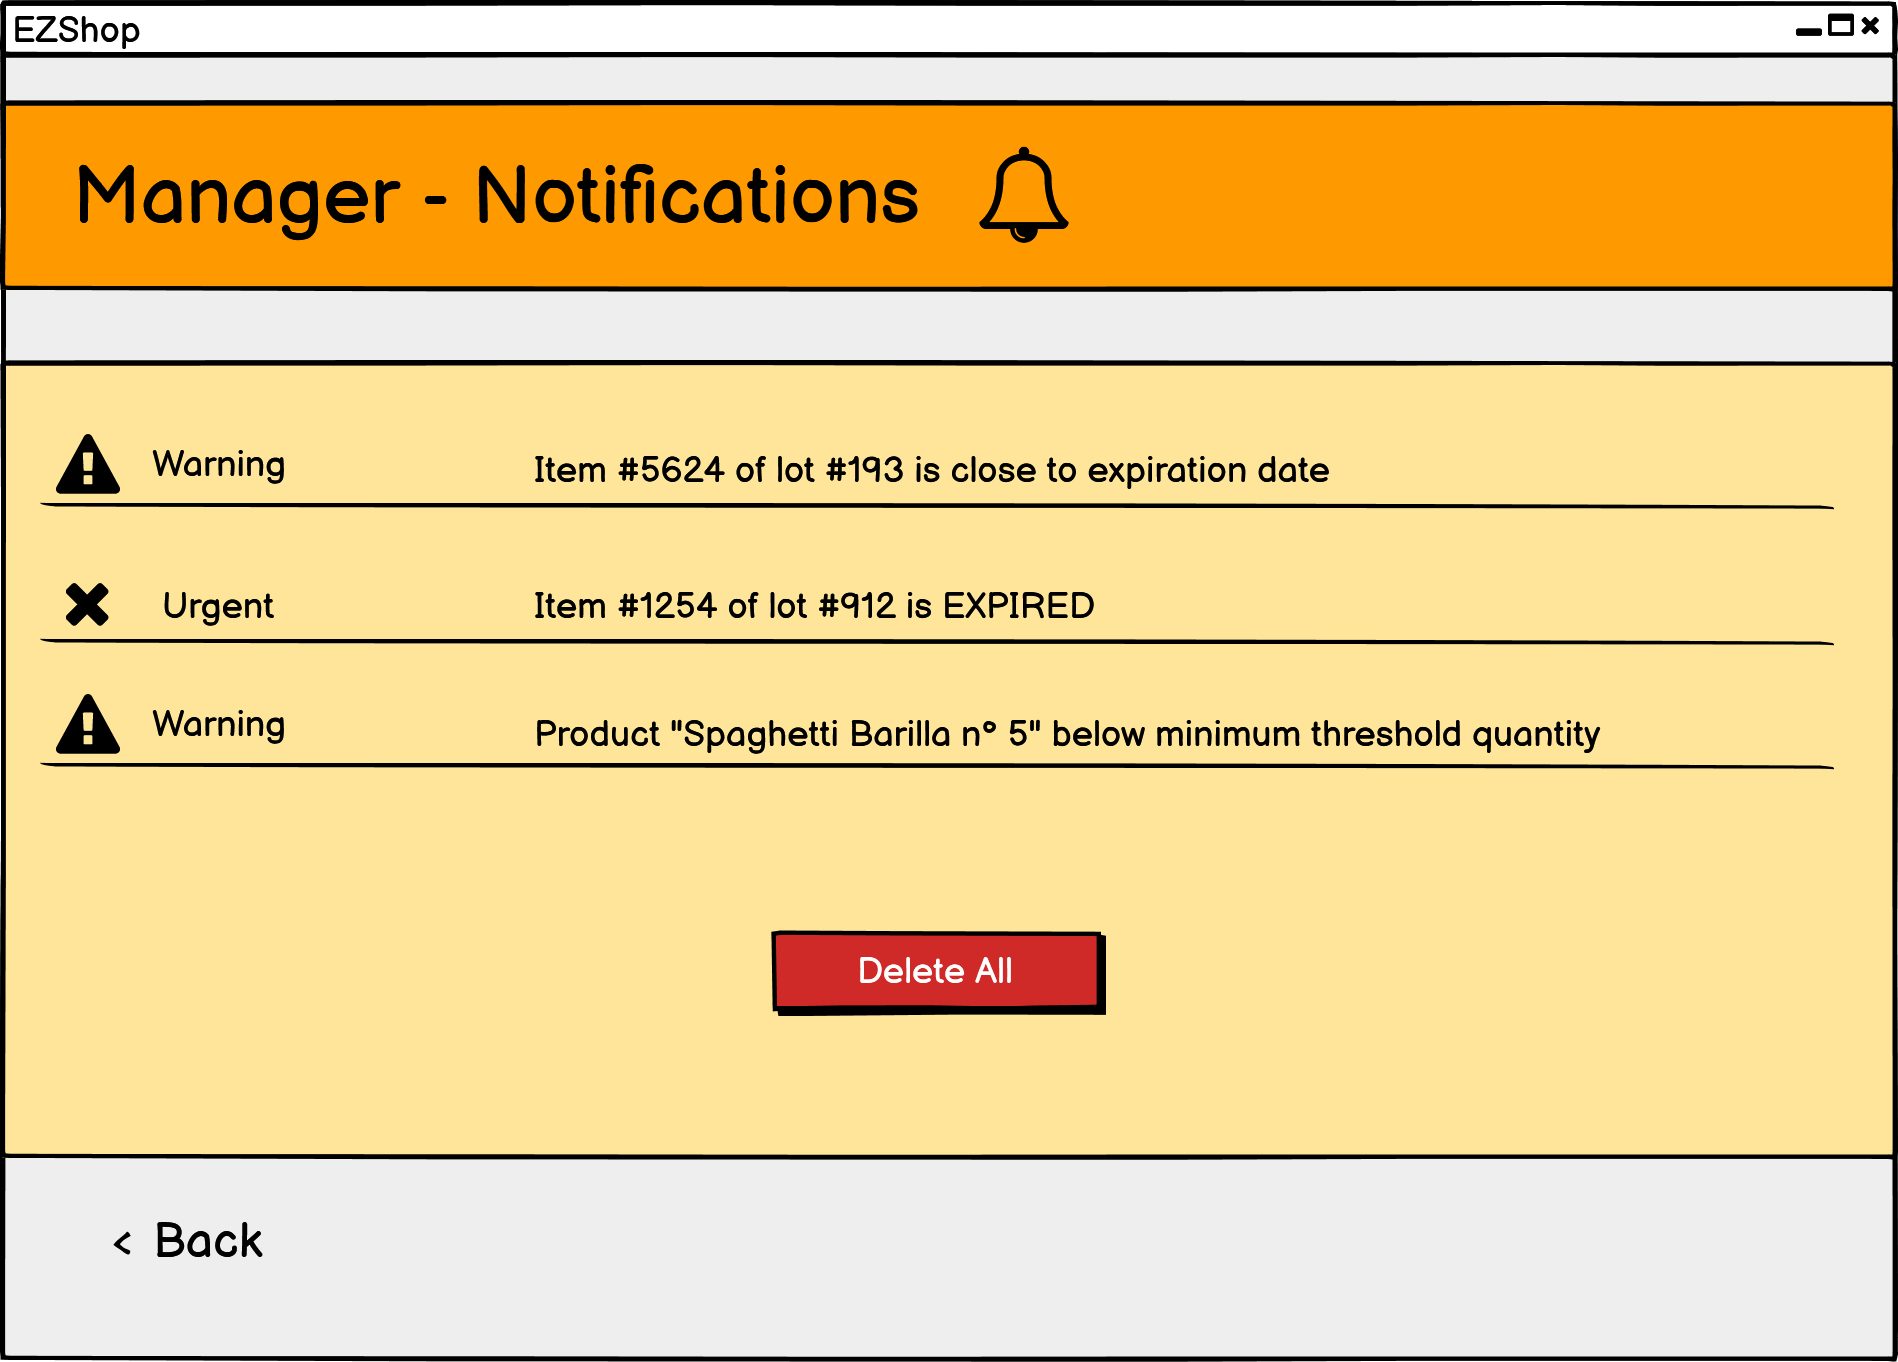 EZShop
Manager - Notifications
Warning Item #5624 of lot #193 is close to expiration date
Urgent Item #1254 of lot #912 is EXPIRED
Warning Product "Spaghetti Barilla n° 5" below minimum threshold quantity
Delete All
< Back